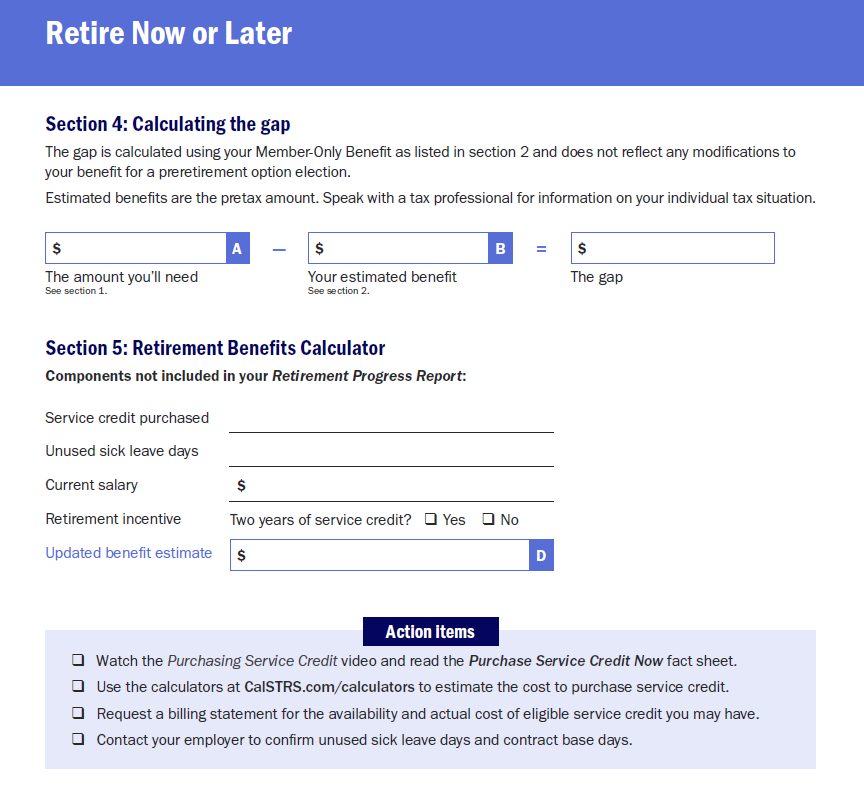 Retire Now or Later
Section 4: Calculating the gap
The gap is calculated using your Member-Only Benefit as listed in section 2 and does not reflect any modifications to
your benefit for a preretirement option election.
Estimated benefits are the pretax amount. Speak with a tax professional for information on your individual tax situation.
$ A – $ B = $
The amount you'll need Your estimated benefit The gap
See section 1. See section 2.
Section 5: Retirement Benefits Calculator
Components not included in your Retirement Progress Report:
Service credit purchased
Unused sick leave days
Current salary $
Retirement incentive Two years of service credit? ❏ Yes ❏ No
Updated benefit estimate $ D
Action items
❏ Watch the Purchasing Service Credit video and read the Purchase Service Credit Now fact sheet.
❏ Use the calculators at CalSTRS.com/calculators to estimate the cost to purchase service credit.
❏ Request a billing statement for the availability and actual cost of eligible service credit you may have.
❏ Contact your employer to confirm unused sick leave days and contract base days.